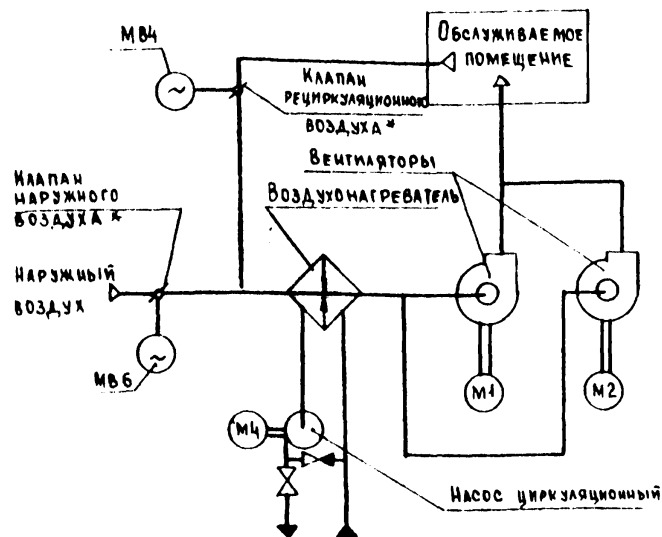 МВ4
Обслуживаемое
помещение
Клапан
рециркуляционного
воздуха*
Вентиляторы
Клапан
наружного
воздуха*
Воздухонагреватель
Наружный
воздух
МВ6
М1
М2
М4
Насос циркуляционный